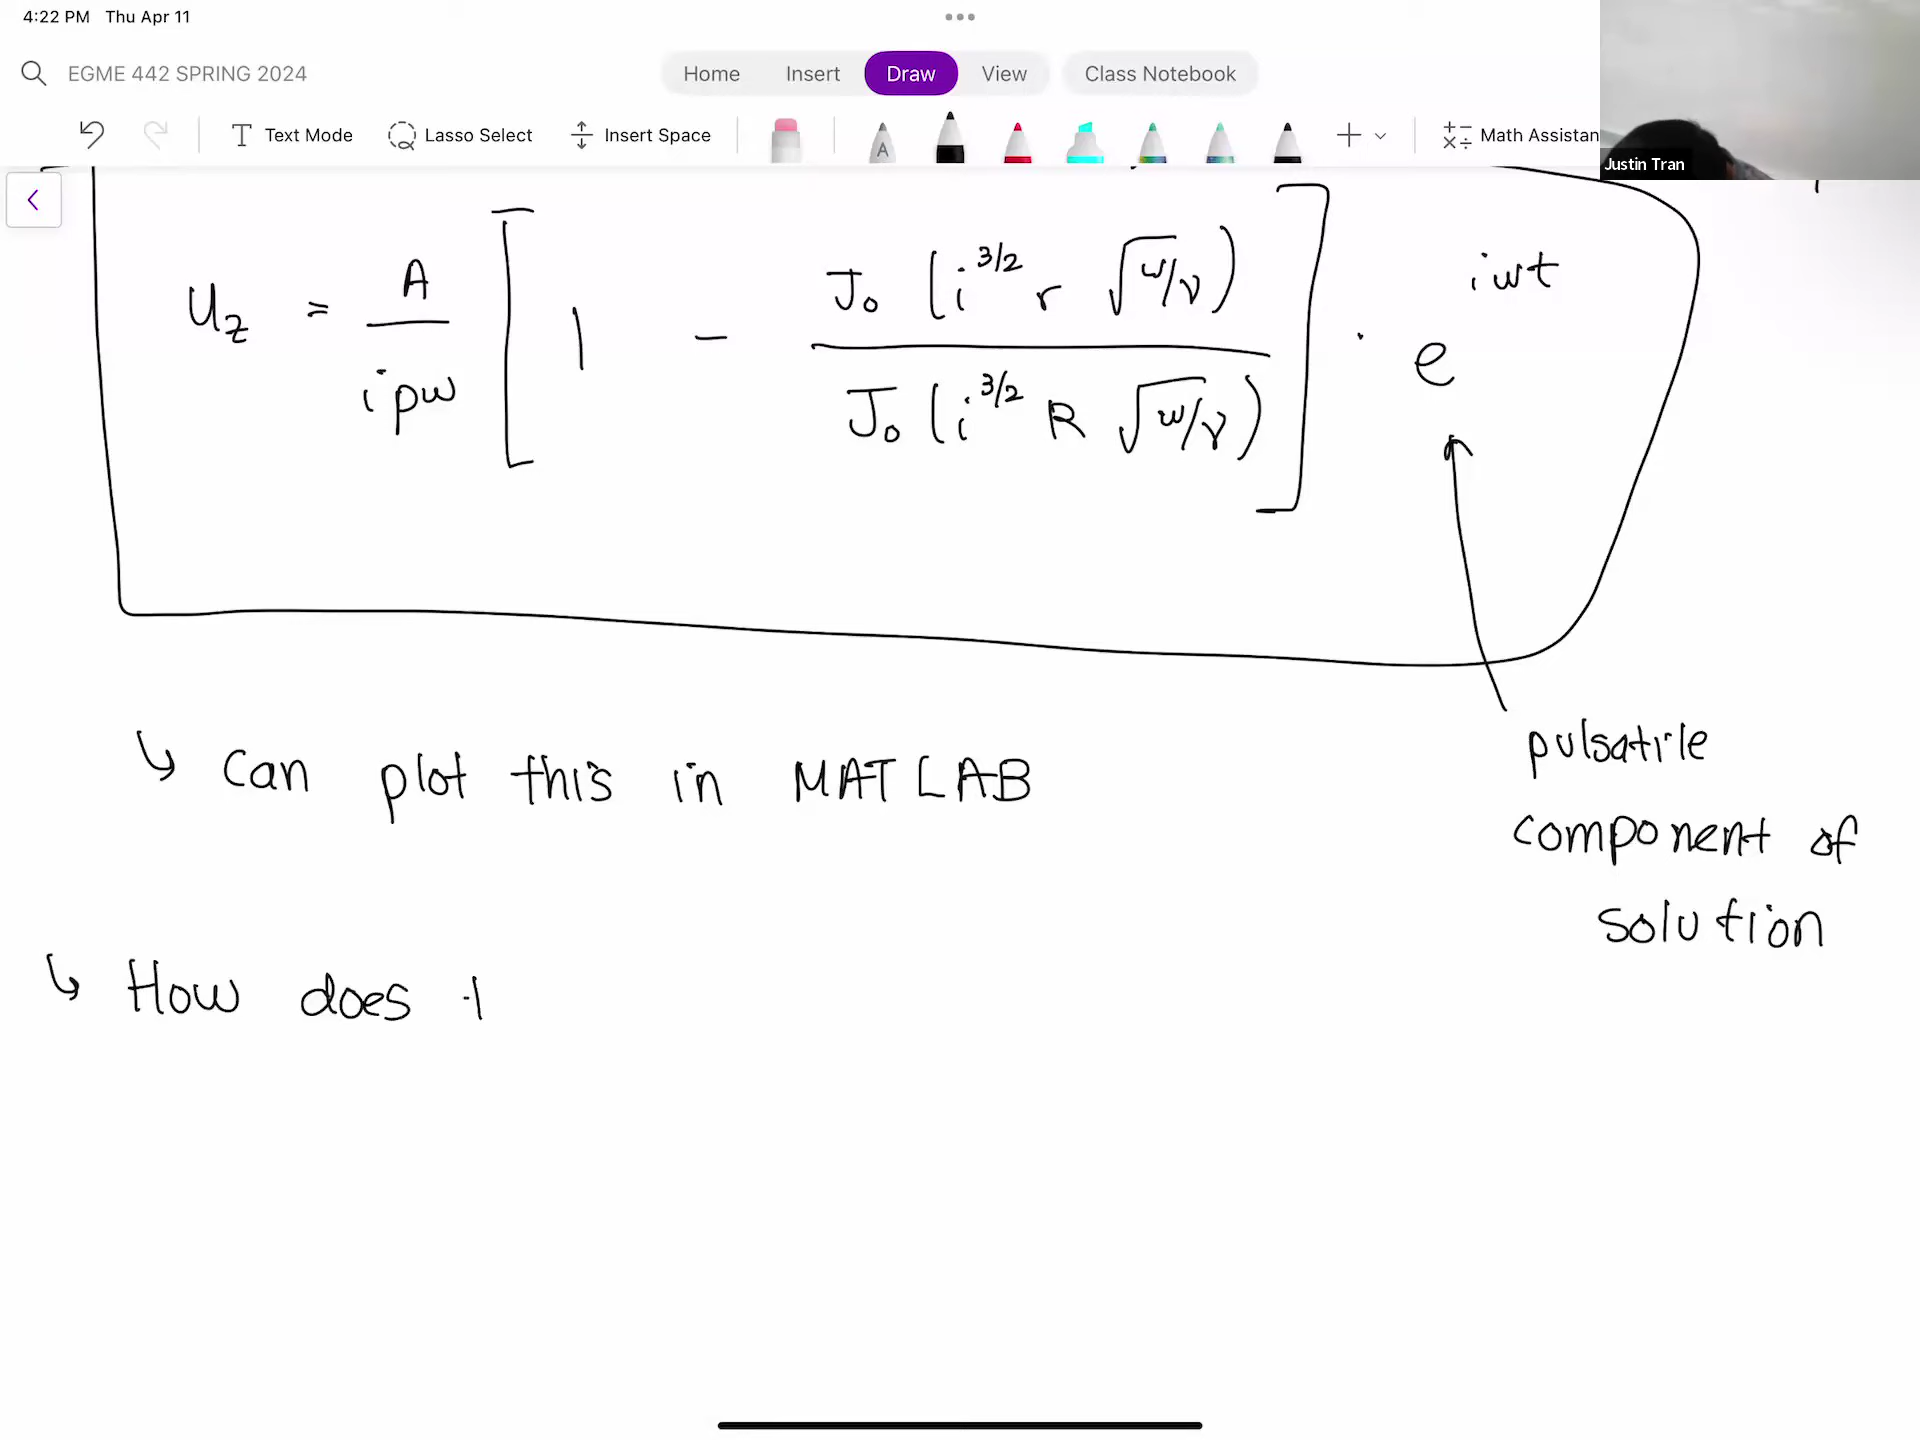 4:22 PM Thu Apr 11
EGME 442 SPRING 2024
Home Insert Draw View Class Notebook
Text Mode Lasso Select Insert Space A Math Assistan
Justin Tran
U_z = A / (iρω) [ 1 - J₀ (i^{3/2} r √(ω/ν)) / J₀ (i^{3/2} R √(ω/ν)) ] · e^{iωt}
pulsatile
component of
solution
↳ Can plot this in MATLAB
↳ How does